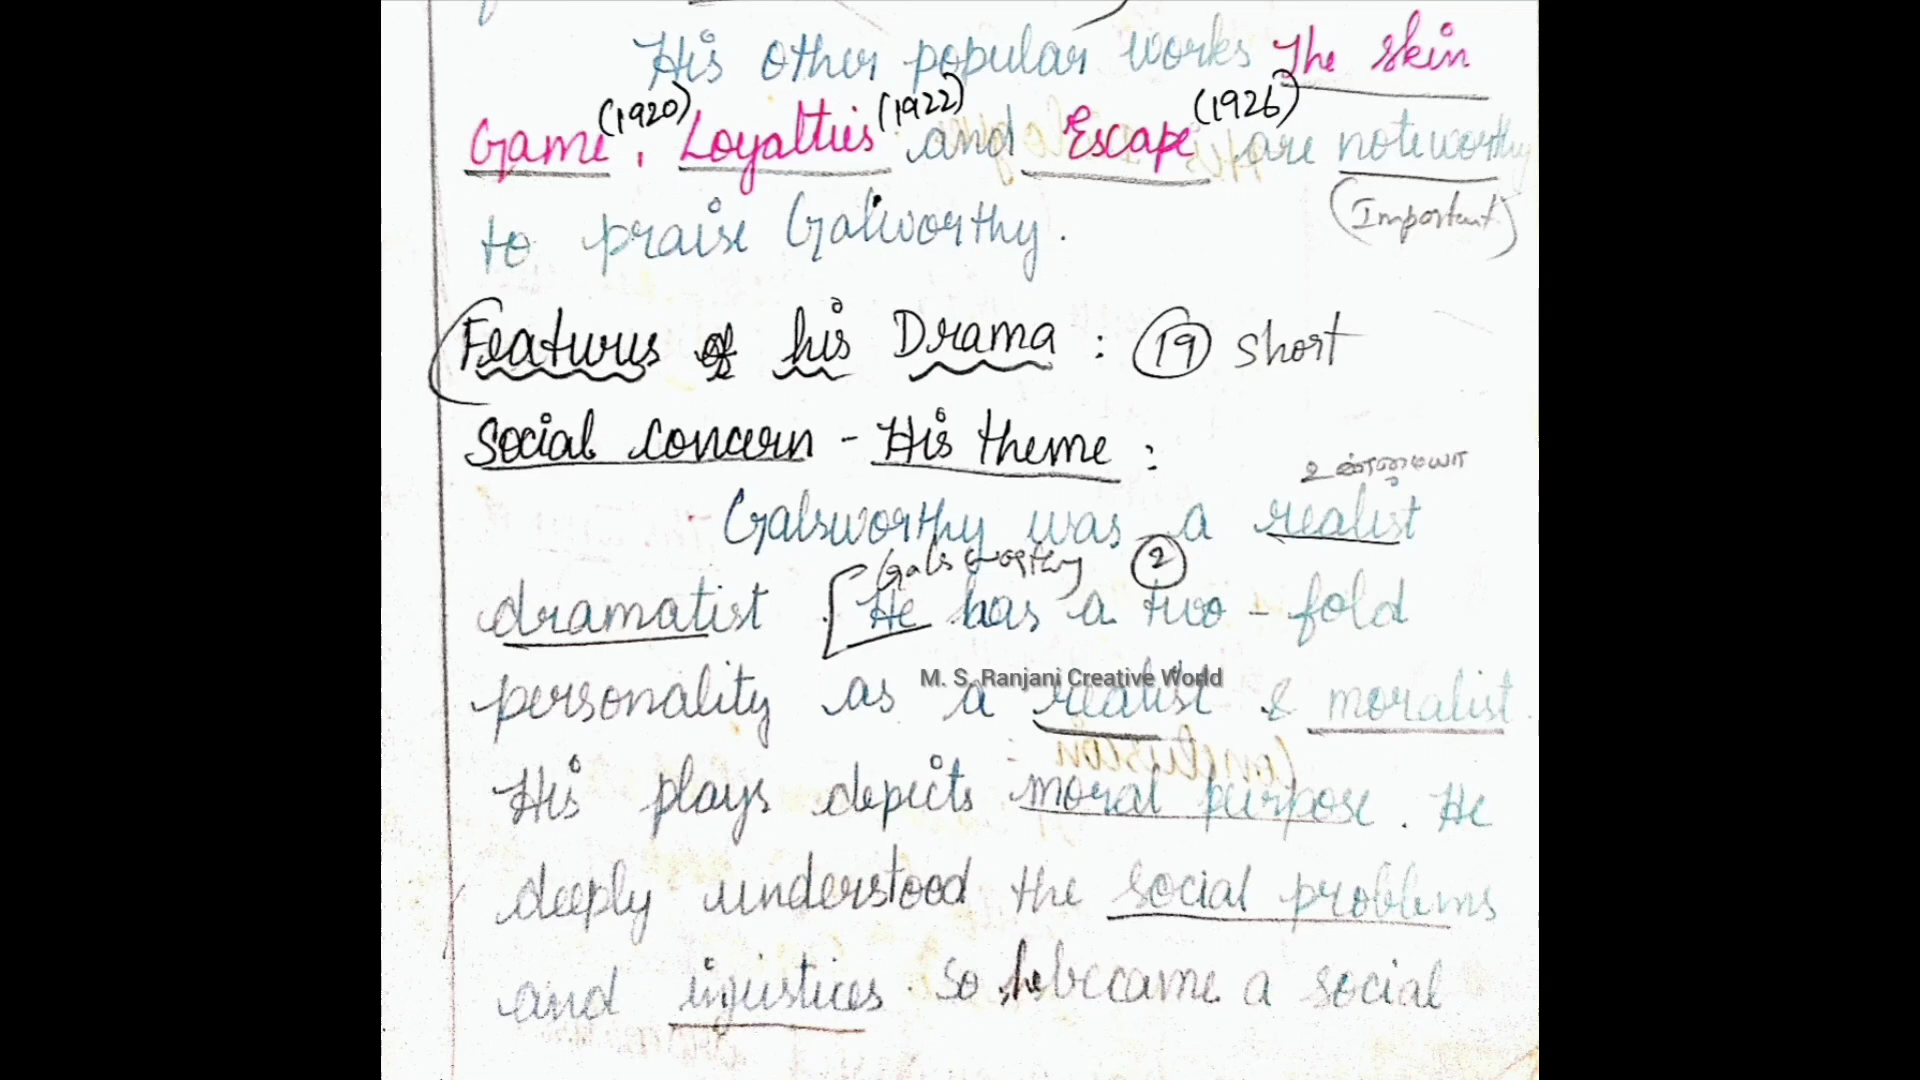 His other popular works The Skin
(1920) (1922) (1926)
Game, Loyalties and Escape are noteworthy
(Important)
to praise Galworthy.
Features of his Drama : 19 short
Social concern - His theme :
Galsworthy was a realist
Galsworthy 2
dramatist. [He has a two-fold
personality as a realist & moralist.
M. S. Ranjani Creative World
His plays depicts moral purpose. He
deeply understood the social problems
and injustices. So he became a social